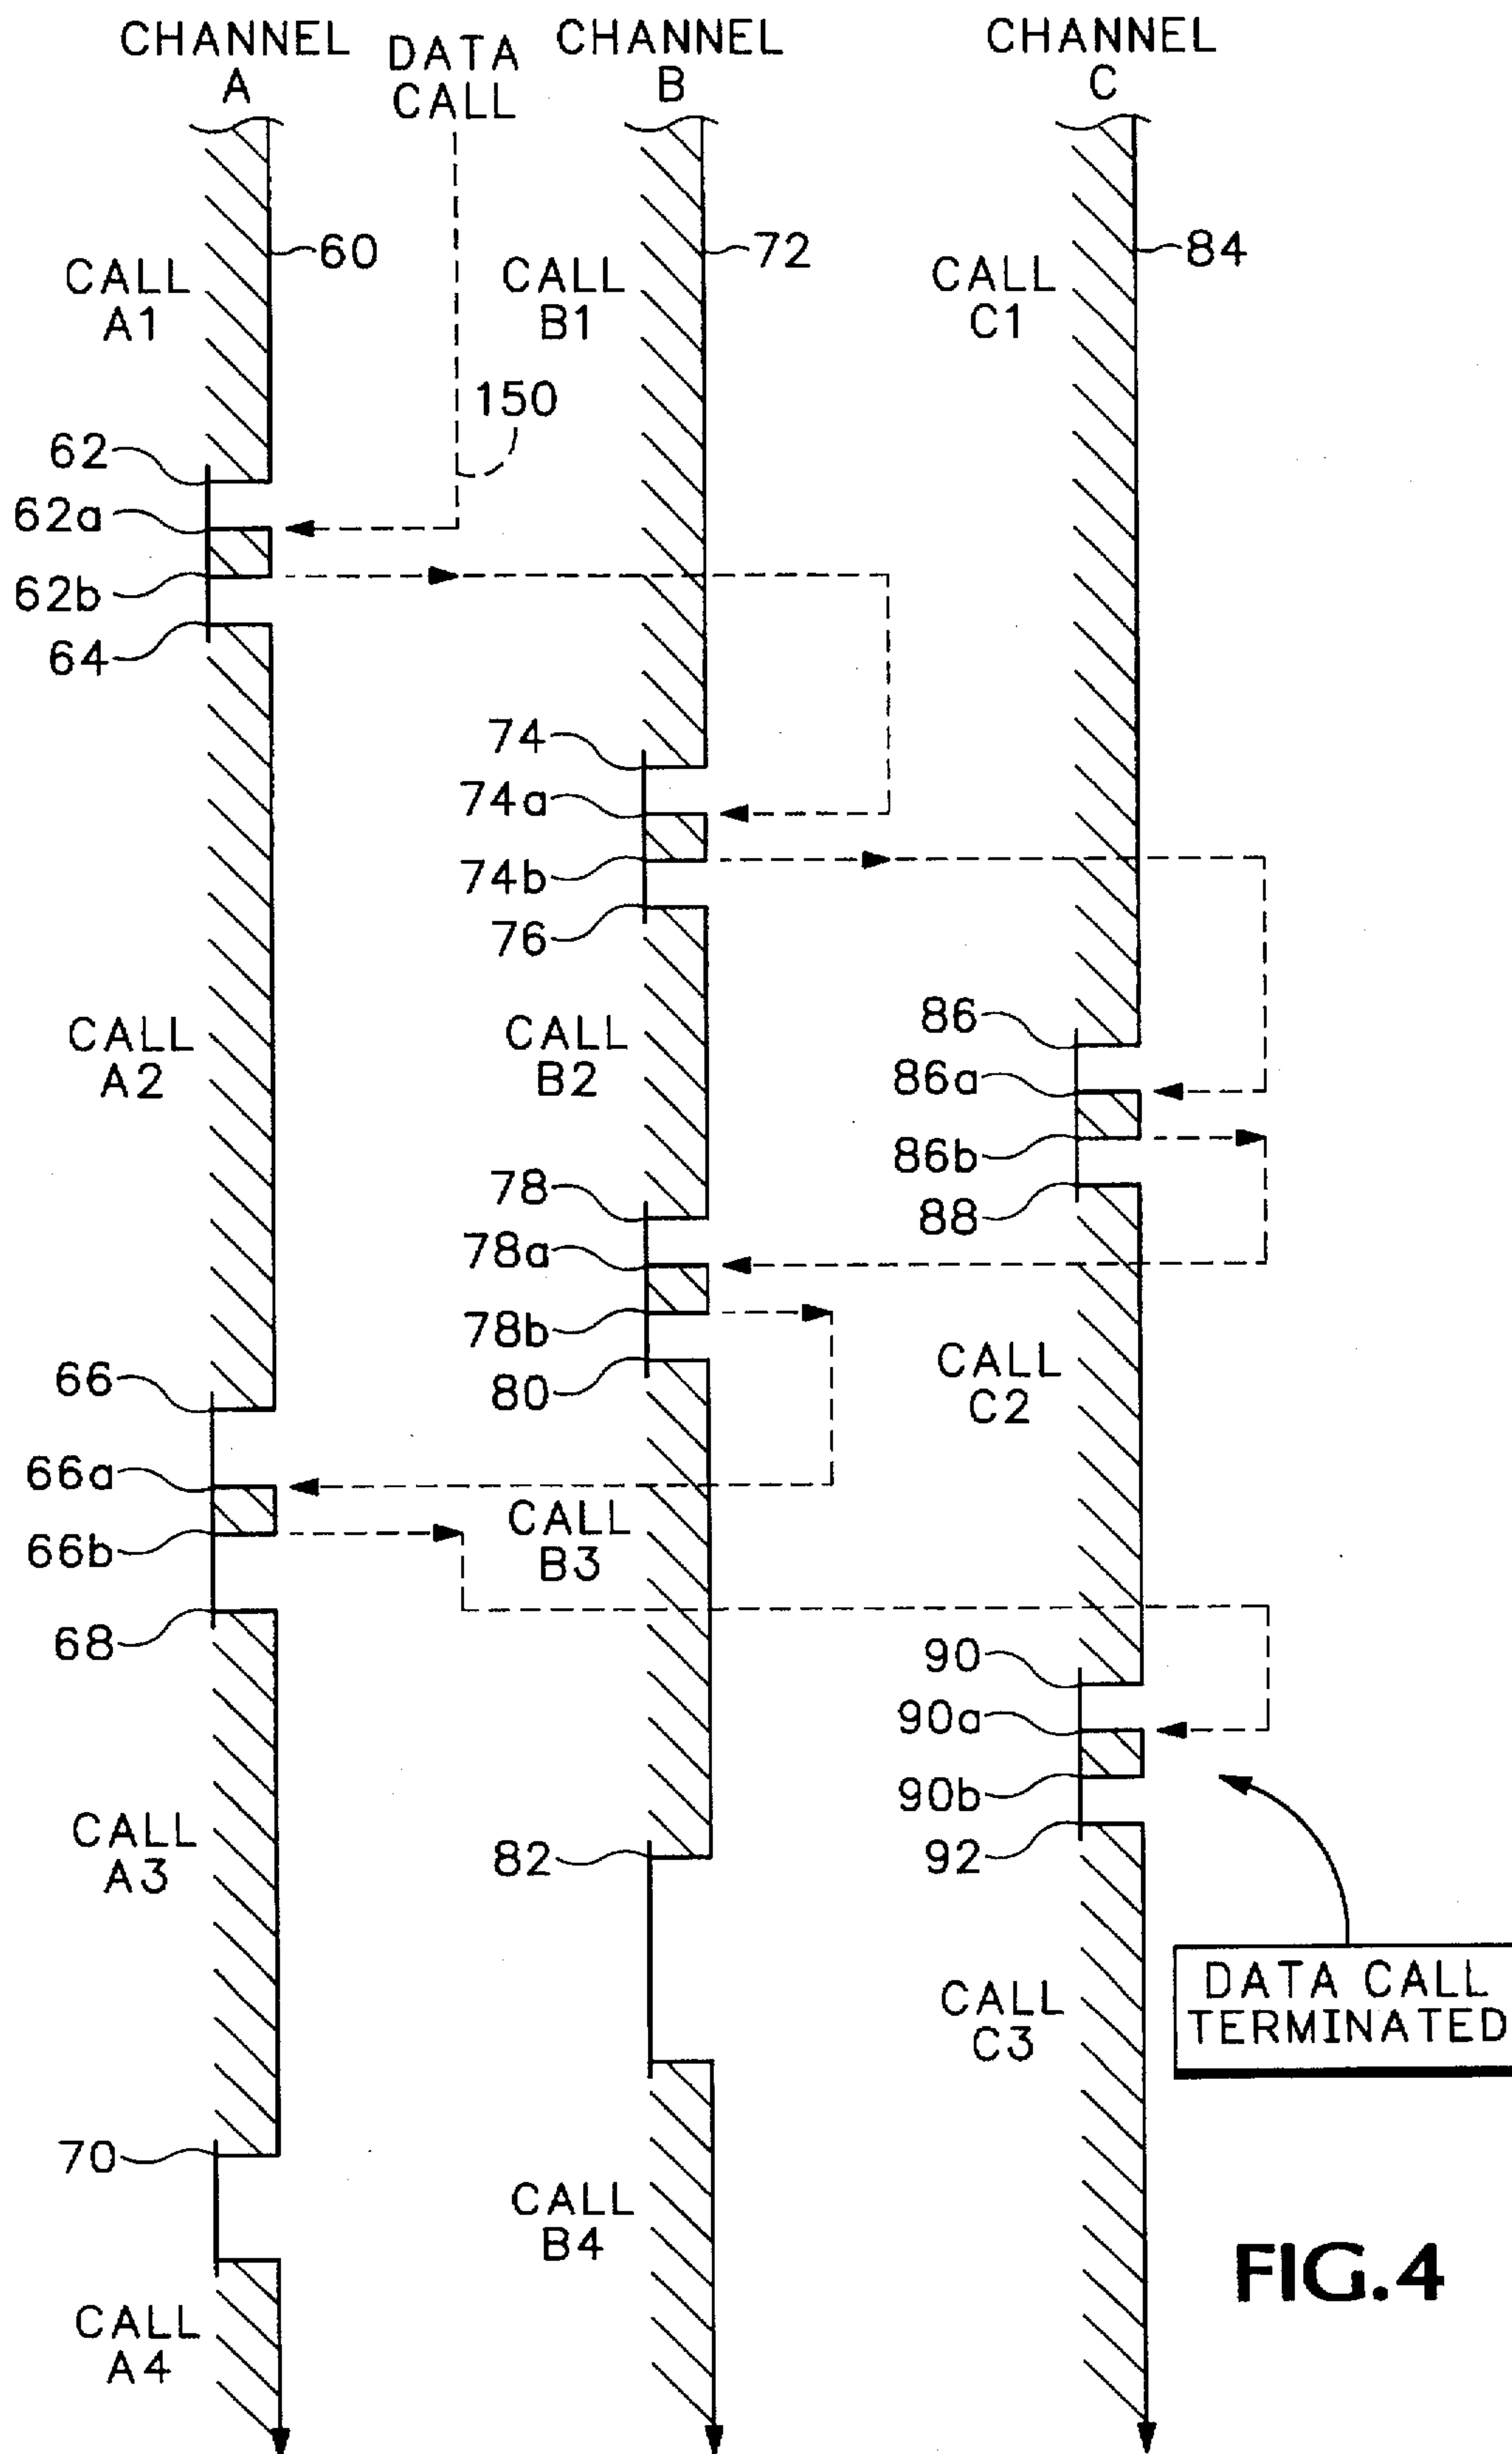 CHANNEL
A
DATA
CALL
CHANNEL
B
CHANNEL
C
60
72
84
CALL
A1
CALL
B1
CALL
C1
150
62
62a
62b
64
74
74a
74b
76
86
86a
86b
88
CALL
A2
CALL
B2
78
78a
78b
80
CALL
C2
66
66a
66b
68
CALL
B3
90
90a
90b
92
CALL
A3
82
CALL
C3
DATA CALL
TERMINATED
70
CALL
B4
CALL
A4
FIG.4